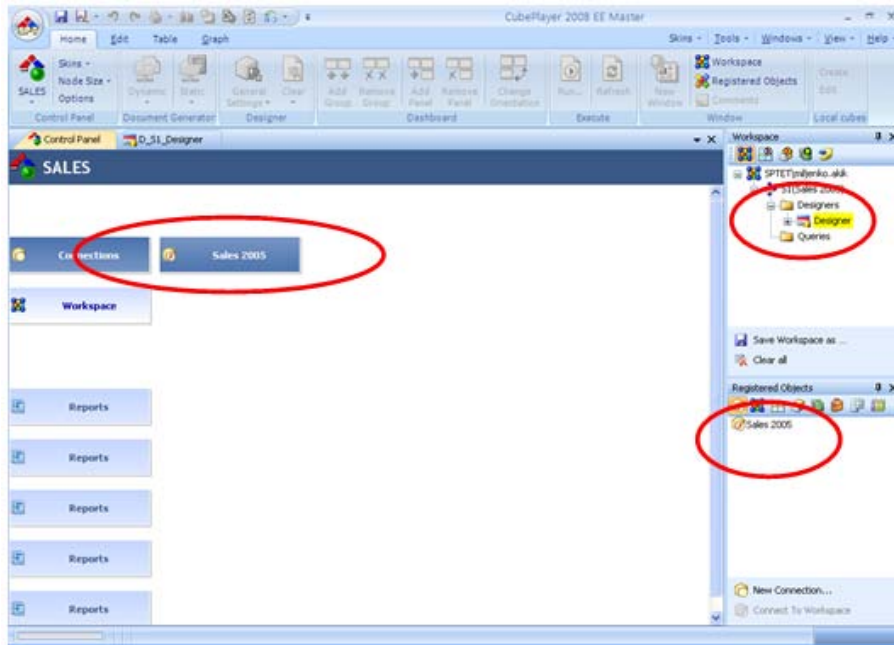 CubePlayer 2008 EE Master
Home Edit Table Graph
Skins Tools Windows View Help
SALES
Skins
Node Size
Options
Dynamic
Static
General
Settings
Clear
Add
Group
Remove
Group
Add
Panel
Remove
Panel
Change
Orientation
Run...
Refresh
New
Window
Workspace
Registered Objects
Comments
Create
Edit
Control Panel Document Generator Designer Dashboard Execute Window Local cubes
Control Panel D_S1_Designer
SALES
Connections Sales 2005
Workspace
Reports
Reports
Reports
Reports
Reports
Workspace
Designers
Designer
Queries
Save Workspace as ...
Clear all
Registered Objects
Sales 2005
New Connection...
Connect To Workspace